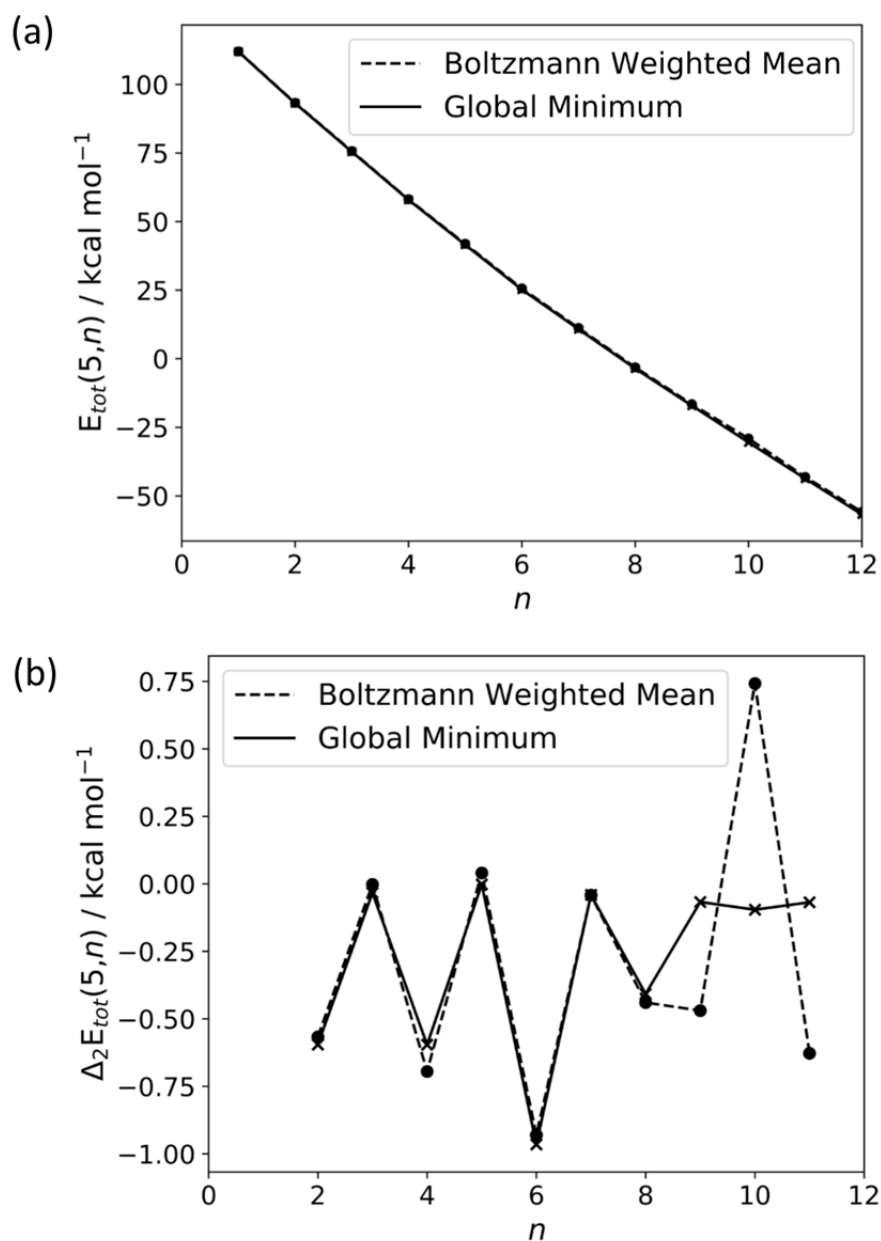 (a)
Boltzmann Weighted Mean
Global Minimum
E_tot(5,n) / kcal mol⁻¹
100
75
50
25
0
−25
−50
0 2 4 6 8 10 12
n
(b)
Boltzmann Weighted Mean
Global Minimum
Δ₂E_tot(5,n) / kcal mol⁻¹
0.75
0.50
0.25
0.00
−0.25
−0.50
−0.75
−1.00
0 2 4 6 8 10 12
n